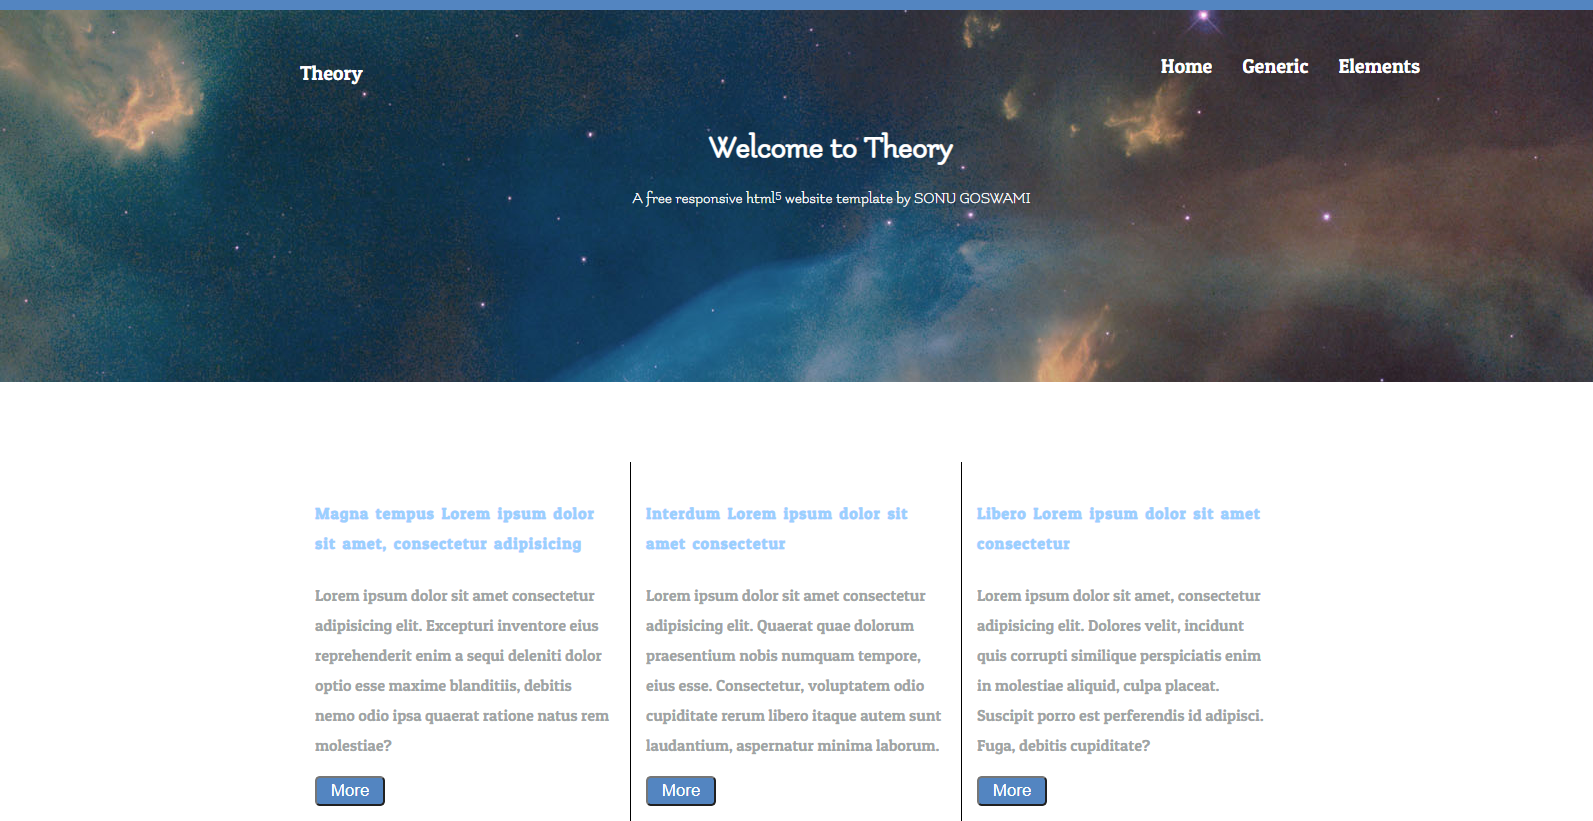 Theory
Home Generic Elements
Welcome to Theory
A free responsive html5 website template by SONU GOSWAMI
Magna tempus Lorem ipsum dolor
sit amet, consectetur adipisicing
Lorem ipsum dolor sit amet consectetur
adipisicing elit. Excepturi inventore eius
reprehenderit enim a sequi deleniti dolor
optio esse maxime blanditiis, debitis
nemo odio ipsa quaerat ratione natus rem
molestiae?
More
Interdum Lorem ipsum dolor sit
amet consectetur
Lorem ipsum dolor sit amet consectetur
adipisicing elit. Quaerat quae dolorum
praesentium nobis numquam tempore,
eius esse. Consectetur, voluptatem odio
cupiditate rerum libero itaque autem sunt
laudantium, aspernatur minima laborum.
More
Libero Lorem ipsum dolor sit amet
consectetur
Lorem ipsum dolor sit amet, consectetur
adipisicing elit. Dolores velit, incidunt
quis corrupti similique perspiciatis enim
in molestiae aliquid, culpa placeat.
Suscipit porro est perferendis id adipisci.
Fuga, debitis cupiditate?
More